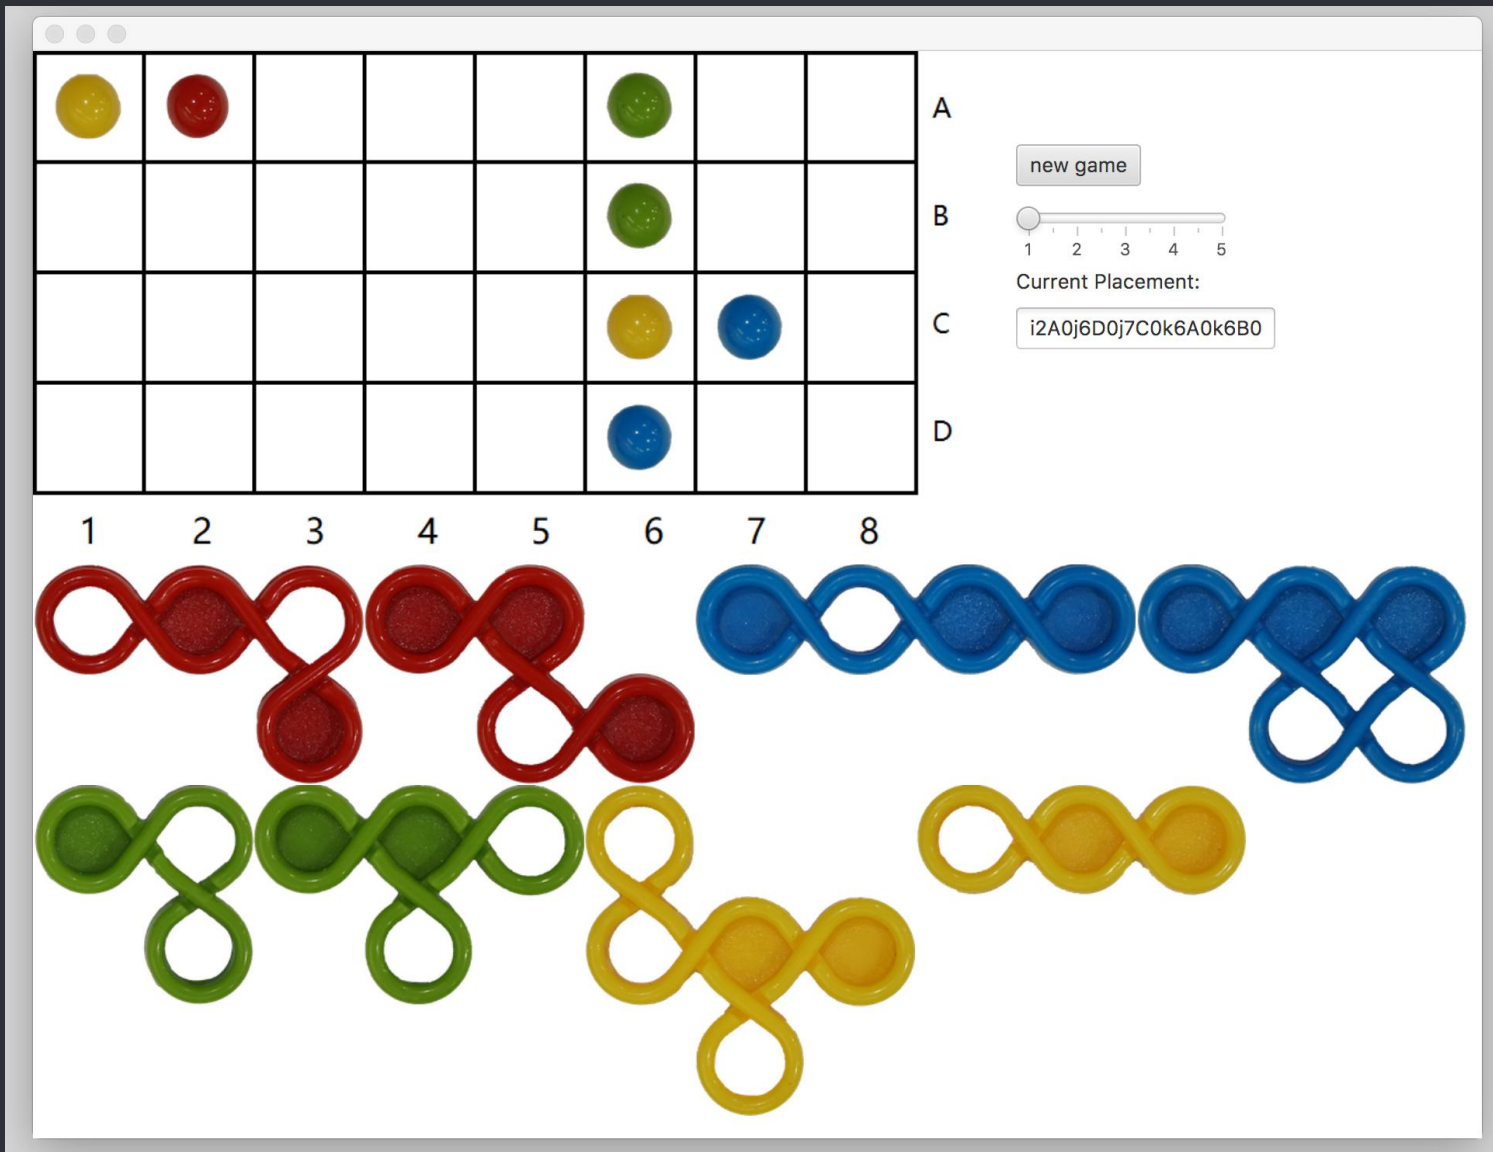 A
new game
B
1 2 3 4 5
Current Placement:
C
i2A0j6D0j7C0k6A0k6B0
D
1 2 3 4 5 6 7 8